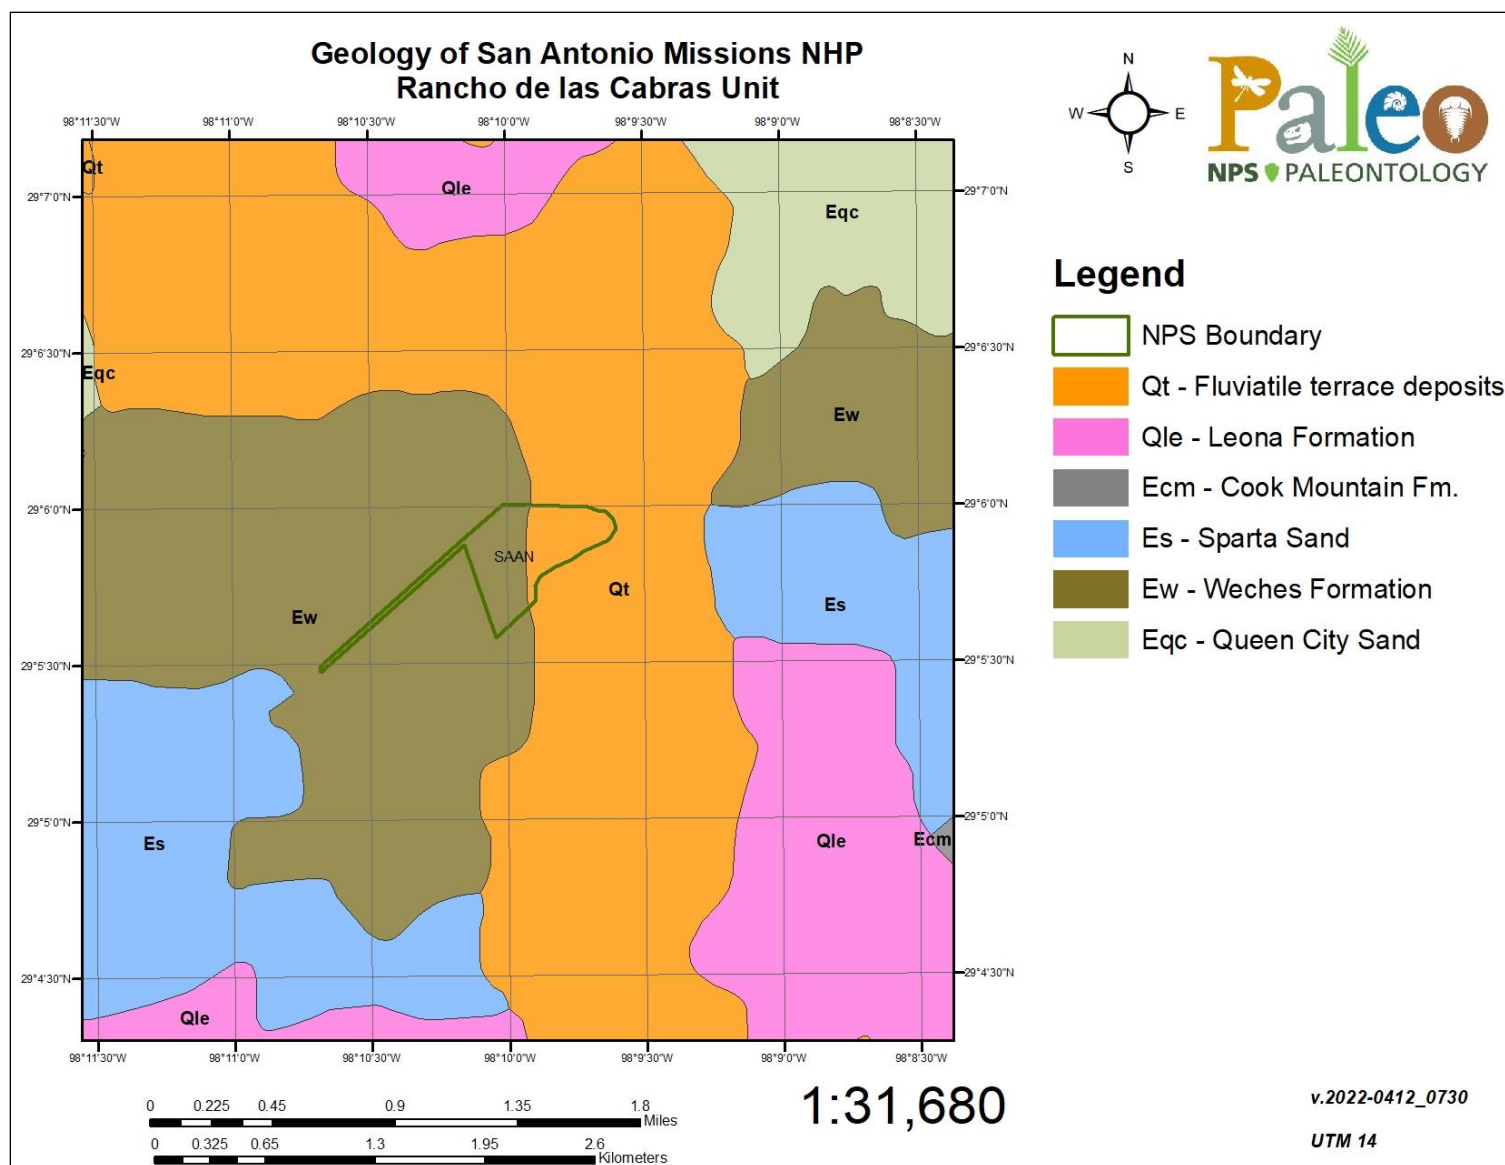 Geology of San Antonio Missions NHP
Rancho de las Cabras Unit
N
W E
S
Paleo
NPS PALEONTOLOGY
98°11'30"W 98°11'0"W 98°10'30"W 98°10'0"W 98°9'30"W 98°9'0"W 98°8'30"W
Qt
Qle
29°7'0"N 29°7'0"N
Eqc
29°6'30"N 29°6'30"N
Eqc
Ew
29°6'0"N 29°6'0"N
SAAN
Qt
Es
Ew
29°5'30"N 29°5'30"N
29°5'0"N 29°5'0"N
Es
Qle
Ecm
29°4'30"N 29°4'30"N
Qle
98°11'30"W 98°11'0"W 98°10'30"W 98°10'0"W 98°9'30"W 98°9'0"W 98°8'30"W
Legend
NPS Boundary
Qt - Fluviatile terrace deposits
Qle - Leona Formation
Ecm - Cook Mountain Fm.
Es - Sparta Sand
Ew - Weches Formation
Eqc - Queen City Sand
0 0.225 0.45 0.9 1.35 1.8
Miles
0 0.325 0.65 1.3 1.95 2.6
Kilometers
1:31,680
v.2022-0412_0730
UTM 14